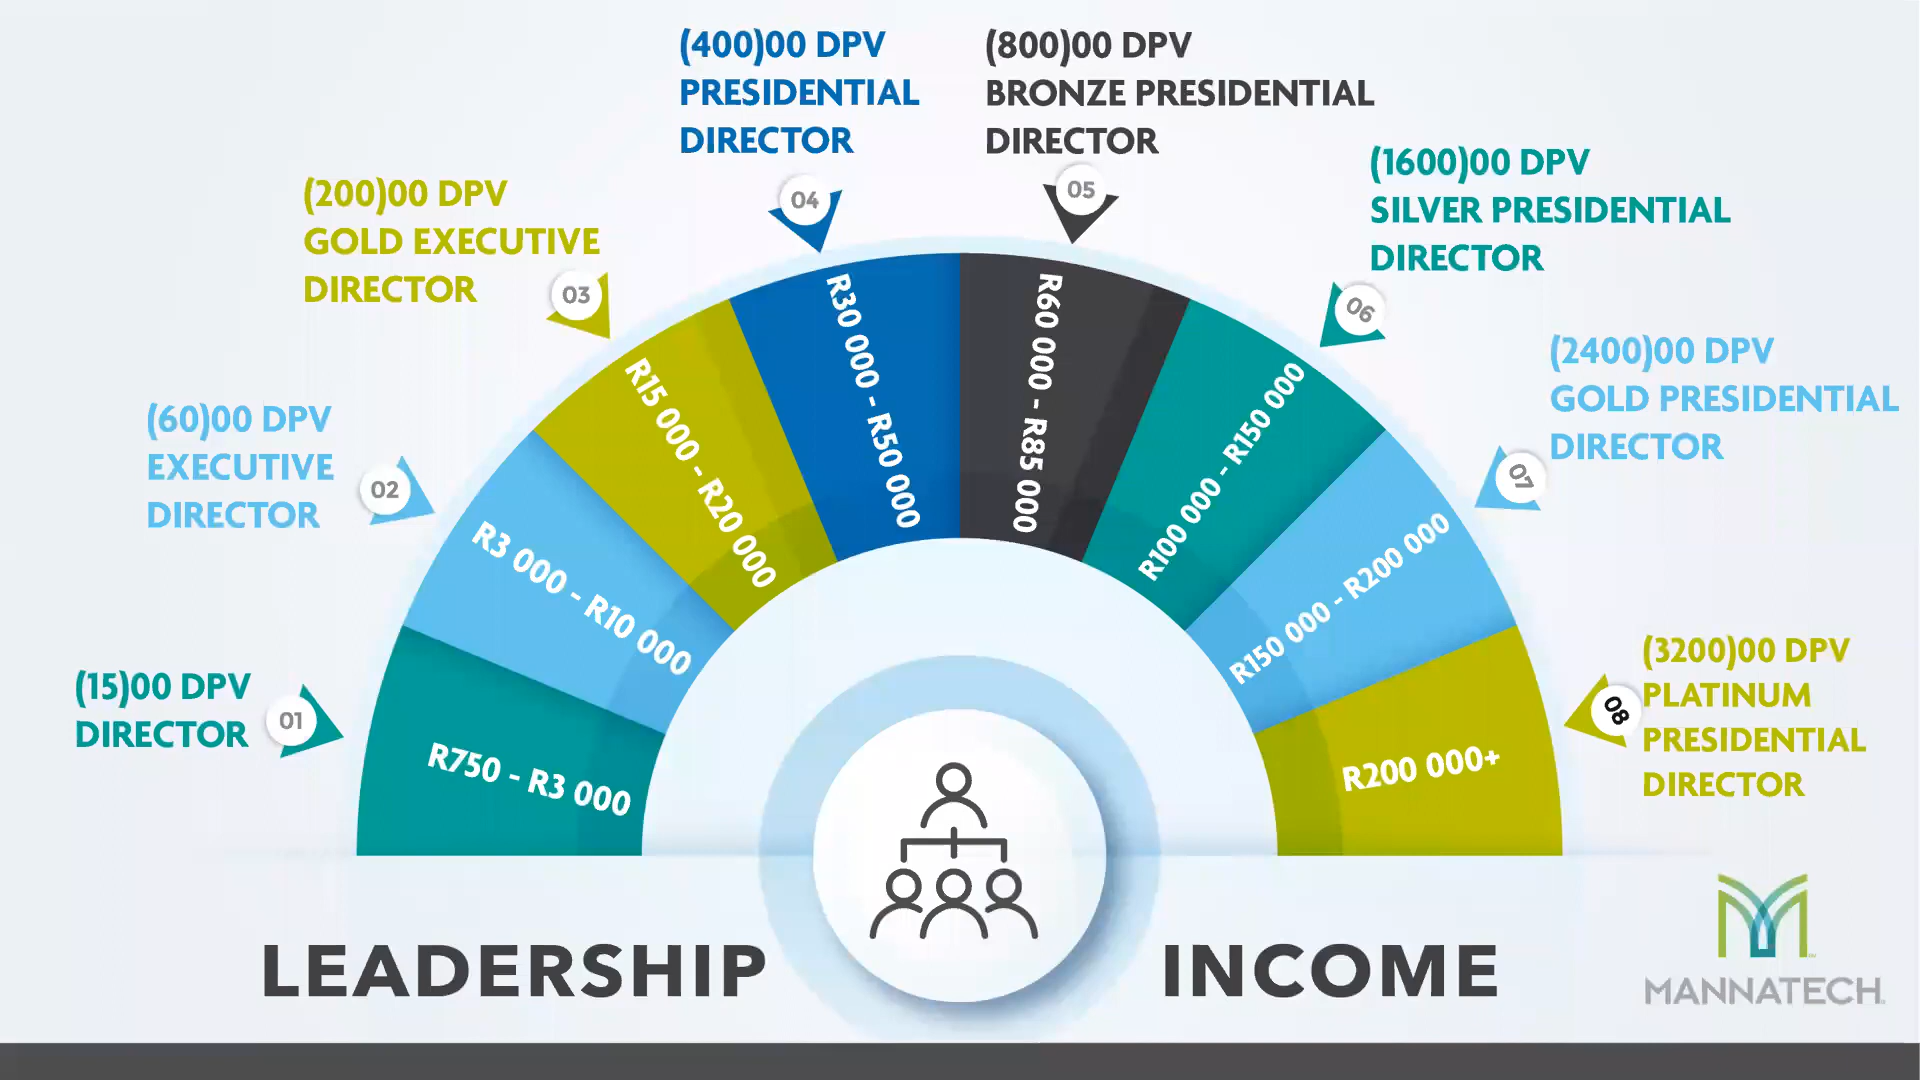 (400)00 DPV
PRESIDENTIAL
DIRECTOR
(800)00 DPV
BRONZE PRESIDENTIAL
DIRECTOR
(200)00 DPV
GOLD EXECUTIVE
DIRECTOR
(1600)00 DPV
SILVER PRESIDENTIAL
DIRECTOR
(60)00 DPV
EXECUTIVE
DIRECTOR
(2400)00 DPV
GOLD PRESIDENTIAL
DIRECTOR
(15)00 DPV
DIRECTOR
(3200)00 DPV
PLATINUM
PRESIDENTIAL
DIRECTOR
01
02
03
04
05
06
07
08
R750 - R3 000
R3 000 - R10 000
R15 000 - R20 000
R30 000 - R50 000
R60 000 - R85 000
R100 000 - R150 000
R150 000 - R200 000
R200 000+
LEADERSHIP
INCOME
MANNATECH